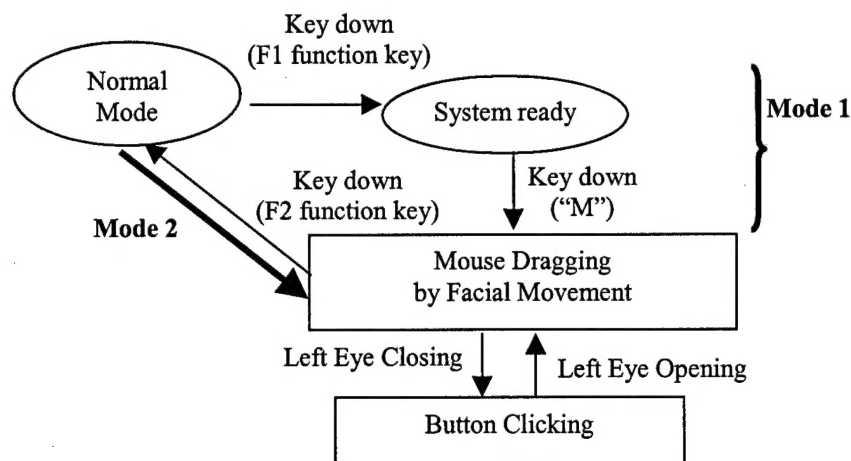 Key down
(F1 function key)
Normal
Mode
System ready
Mode 1
Key down
(F2 function key)
Key down
(“M”)
Mode 2
Mouse Dragging
by Facial Movement
Left Eye Closing
Left Eye Opening
Button Clicking